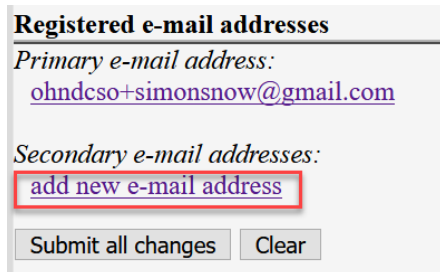 Registered e-mail addresses
Primary e-mail address:
ohndcso+simonsnow@gmail.com
Secondary e-mail addresses:
add new e-mail address
Submit all changes Clear